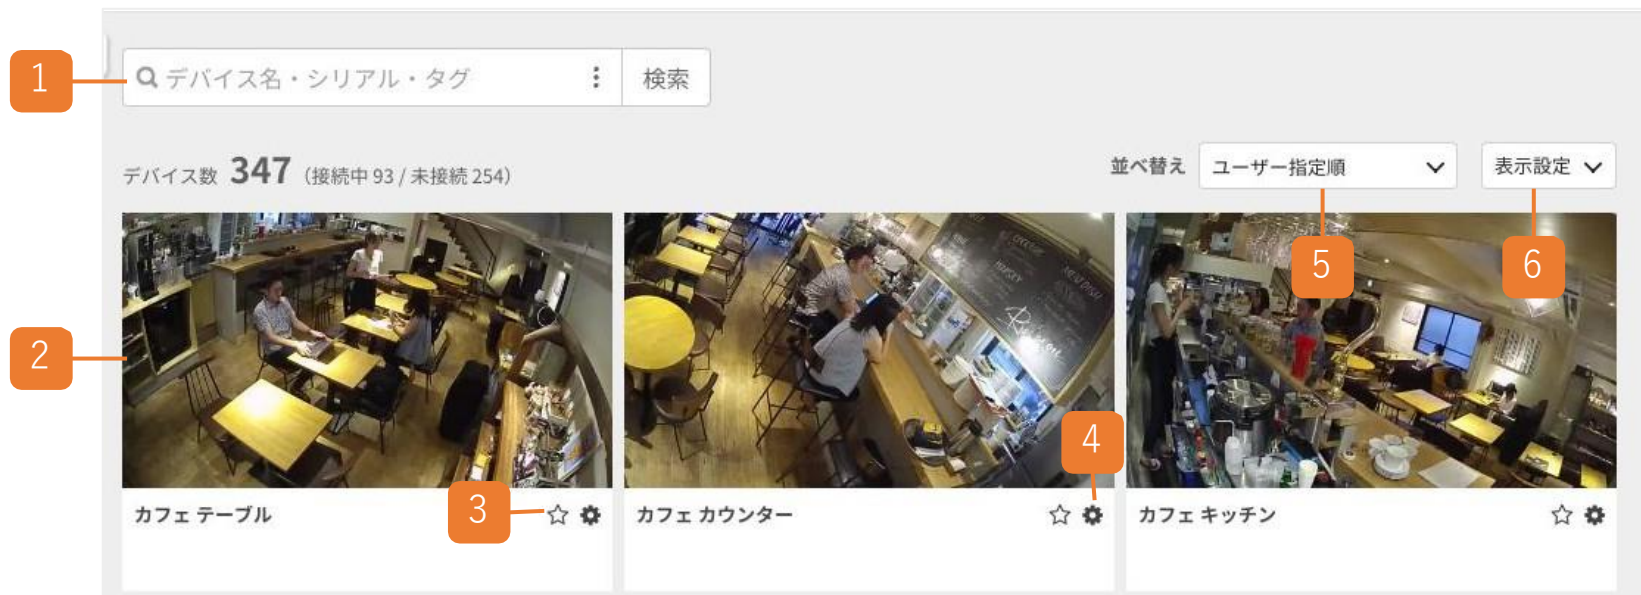 1
デバイス名・シリアル・タグ
検索
デバイス数 347 (接続中 93 / 未接続 254)
並べ替え ユーザー指定順
表示設定
5
6
2
4
3
カフェ テーブル
カフェ カウンター
カフェ キッチン